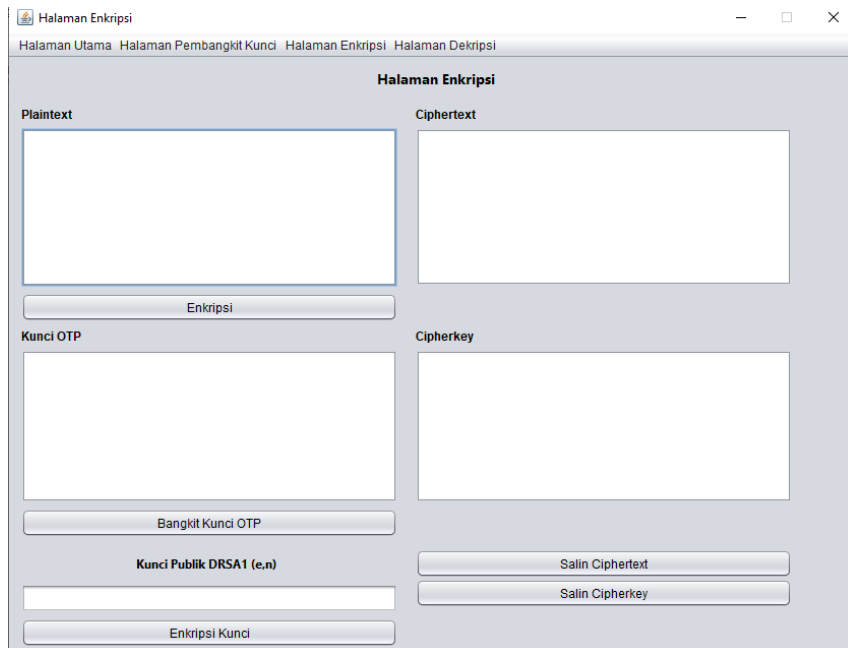 Halaman Enkripsi
Halaman Utama Halaman Pembangkit Kunci Halaman Enkripsi Halaman Dekripsi
Halaman Enkripsi
Plaintext
Ciphertext
Enkripsi
Kunci OTP
Cipherkey
Bangkit Kunci OTP
Kunci Publik DRSA1 (e,n)
Salin Ciphertext
Salin Cipherkey
Enkripsi Kunci